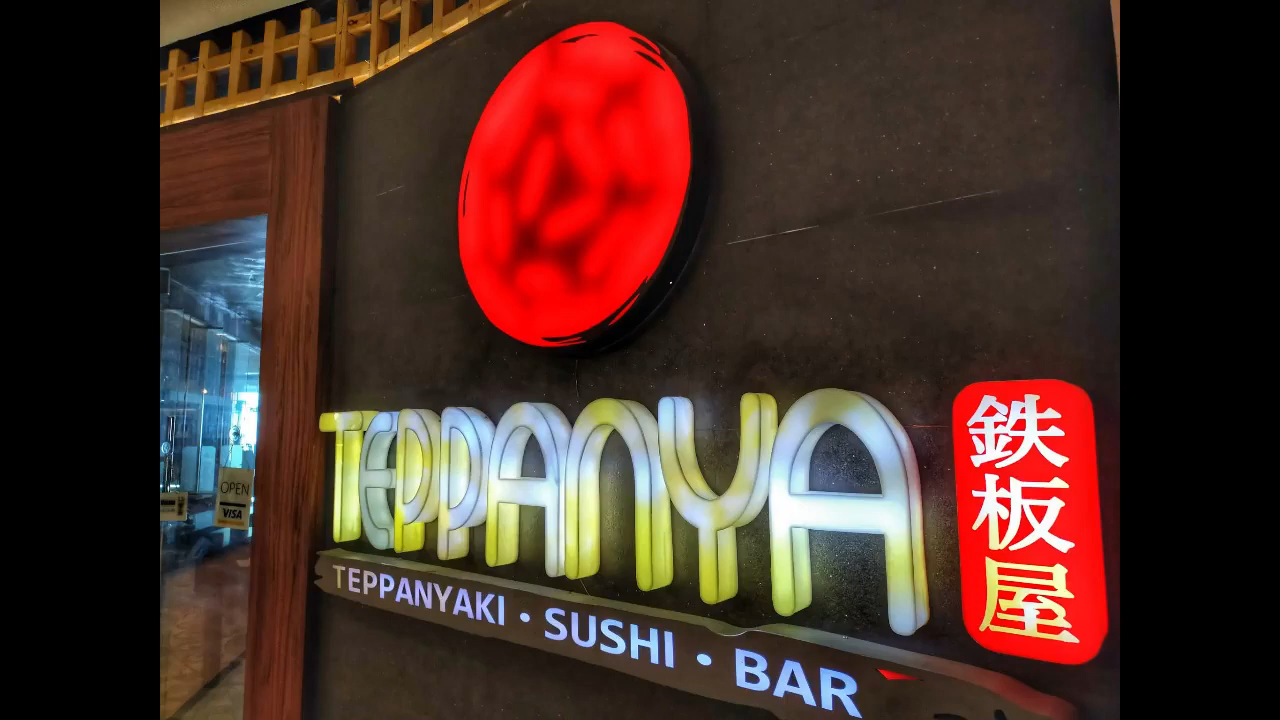 TEPPANYA
鉄板屋
TEPPANYAKI • SUSHI • BAR
OPEN
VISA